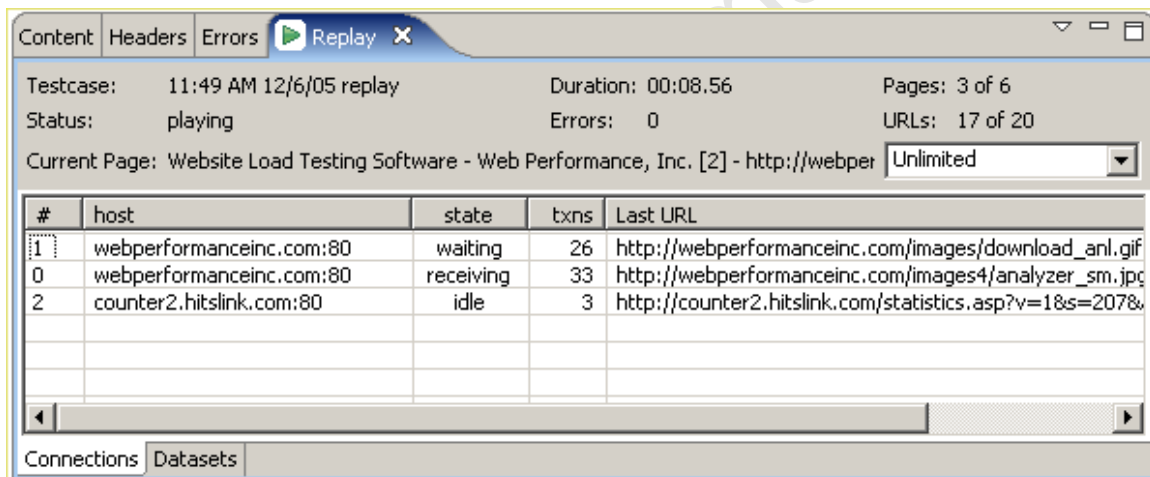 Content Headers Errors Replay
Testcase: 11:49 AM 12/6/05 replay Duration: 00:08.56 Pages: 3 of 6
Status: playing Errors: 0 URLs: 17 of 20
Current Page: Website Load Testing Software - Web Performance, Inc. [2] - http://webper Unlimited
# host state txns Last URL
1 webperformanceinc.com:80 waiting 26 http://webperformanceinc.com/images/download_anl.gif
0 webperformanceinc.com:80 receiving 33 http://webperformanceinc.com/images4/analyzer_sm.jpg
2 counter2.hitslink.com:80 idle 3 http://counter2.hitslink.com/statistics.asp?v=1&s=207&
Connections Datasets